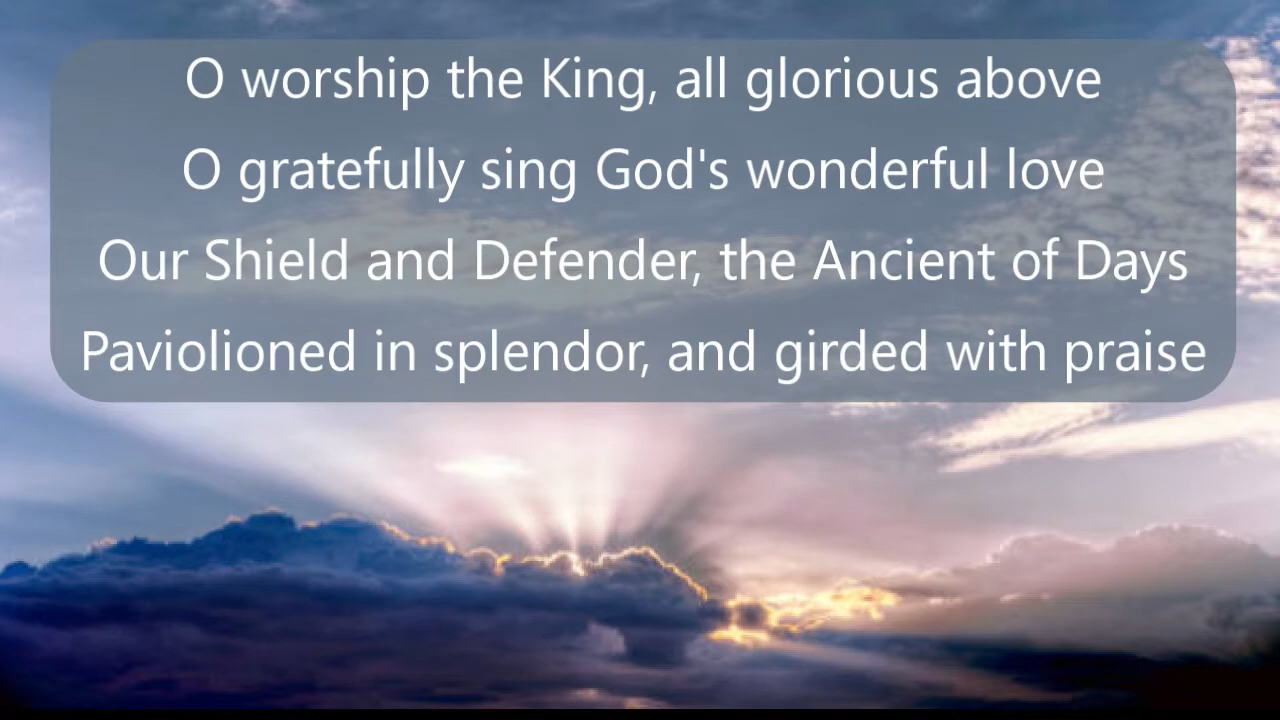 O worship the King, all glorious above
O gratefully sing God's wonderful love
Our Shield and Defender, the Ancient of Days
Paviolioned in splendor, and girded with praise